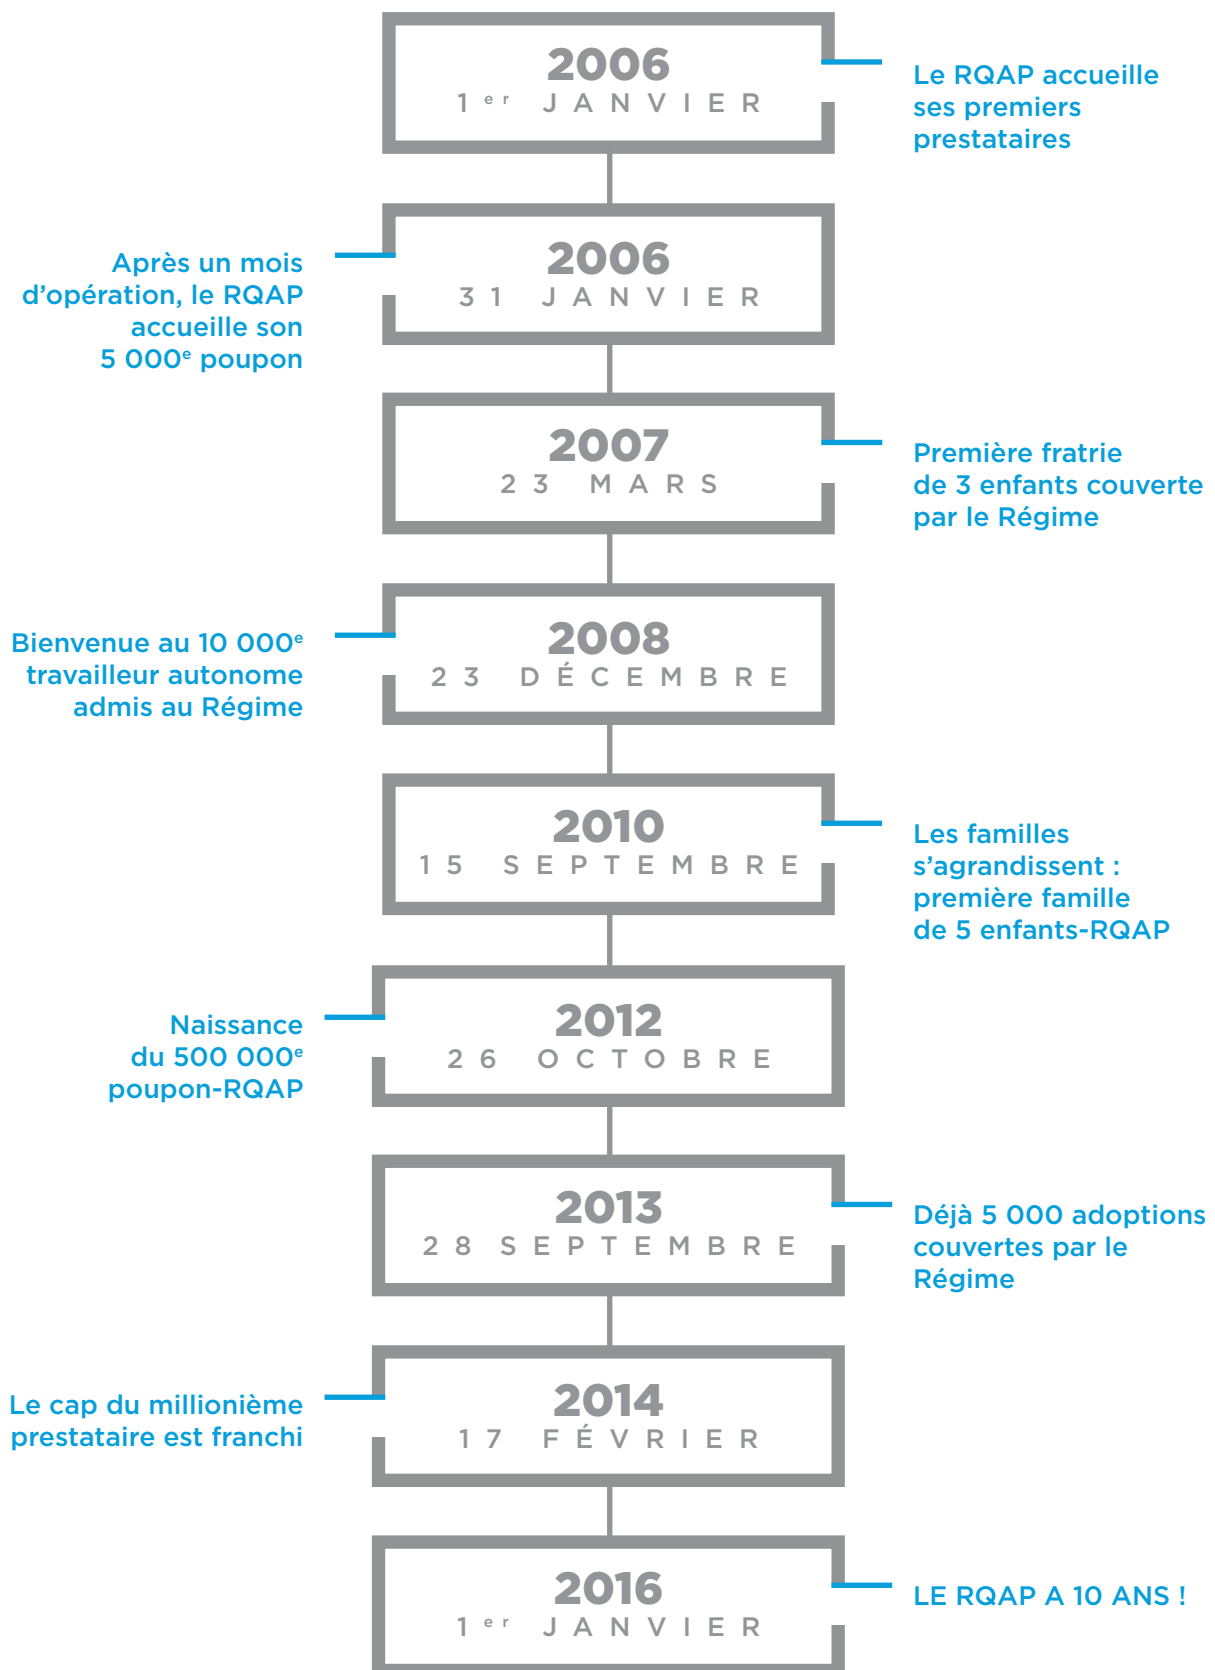 2006
1er JANVIER
Le RQAP accueille
ses premiers
prestataires
2006
31 JANVIER
Après un mois
d’opération, le RQAP
accueille son
5 000e poupon
2007
23 MARS
Première fratrie
de 3 enfants couverte
par le Régime
2008
23 DÉCEMBRE
Bienvenue au 10 000e
travailleur autonome
admis au Régime
2010
15 SEPTEMBRE
Les familles
s’agrandissent :
première famille
de 5 enfants-RQAP
2012
26 OCTOBRE
Naissance
du 500 000e
poupon-RQAP
2013
28 SEPTEMBRE
Déjà 5 000 adoptions
couvertes par le
Régime
2014
17 FÉVRIER
Le cap du millionième
prestataire est franchi
2016
1er JANVIER
LE RQAP A 10 ANS !